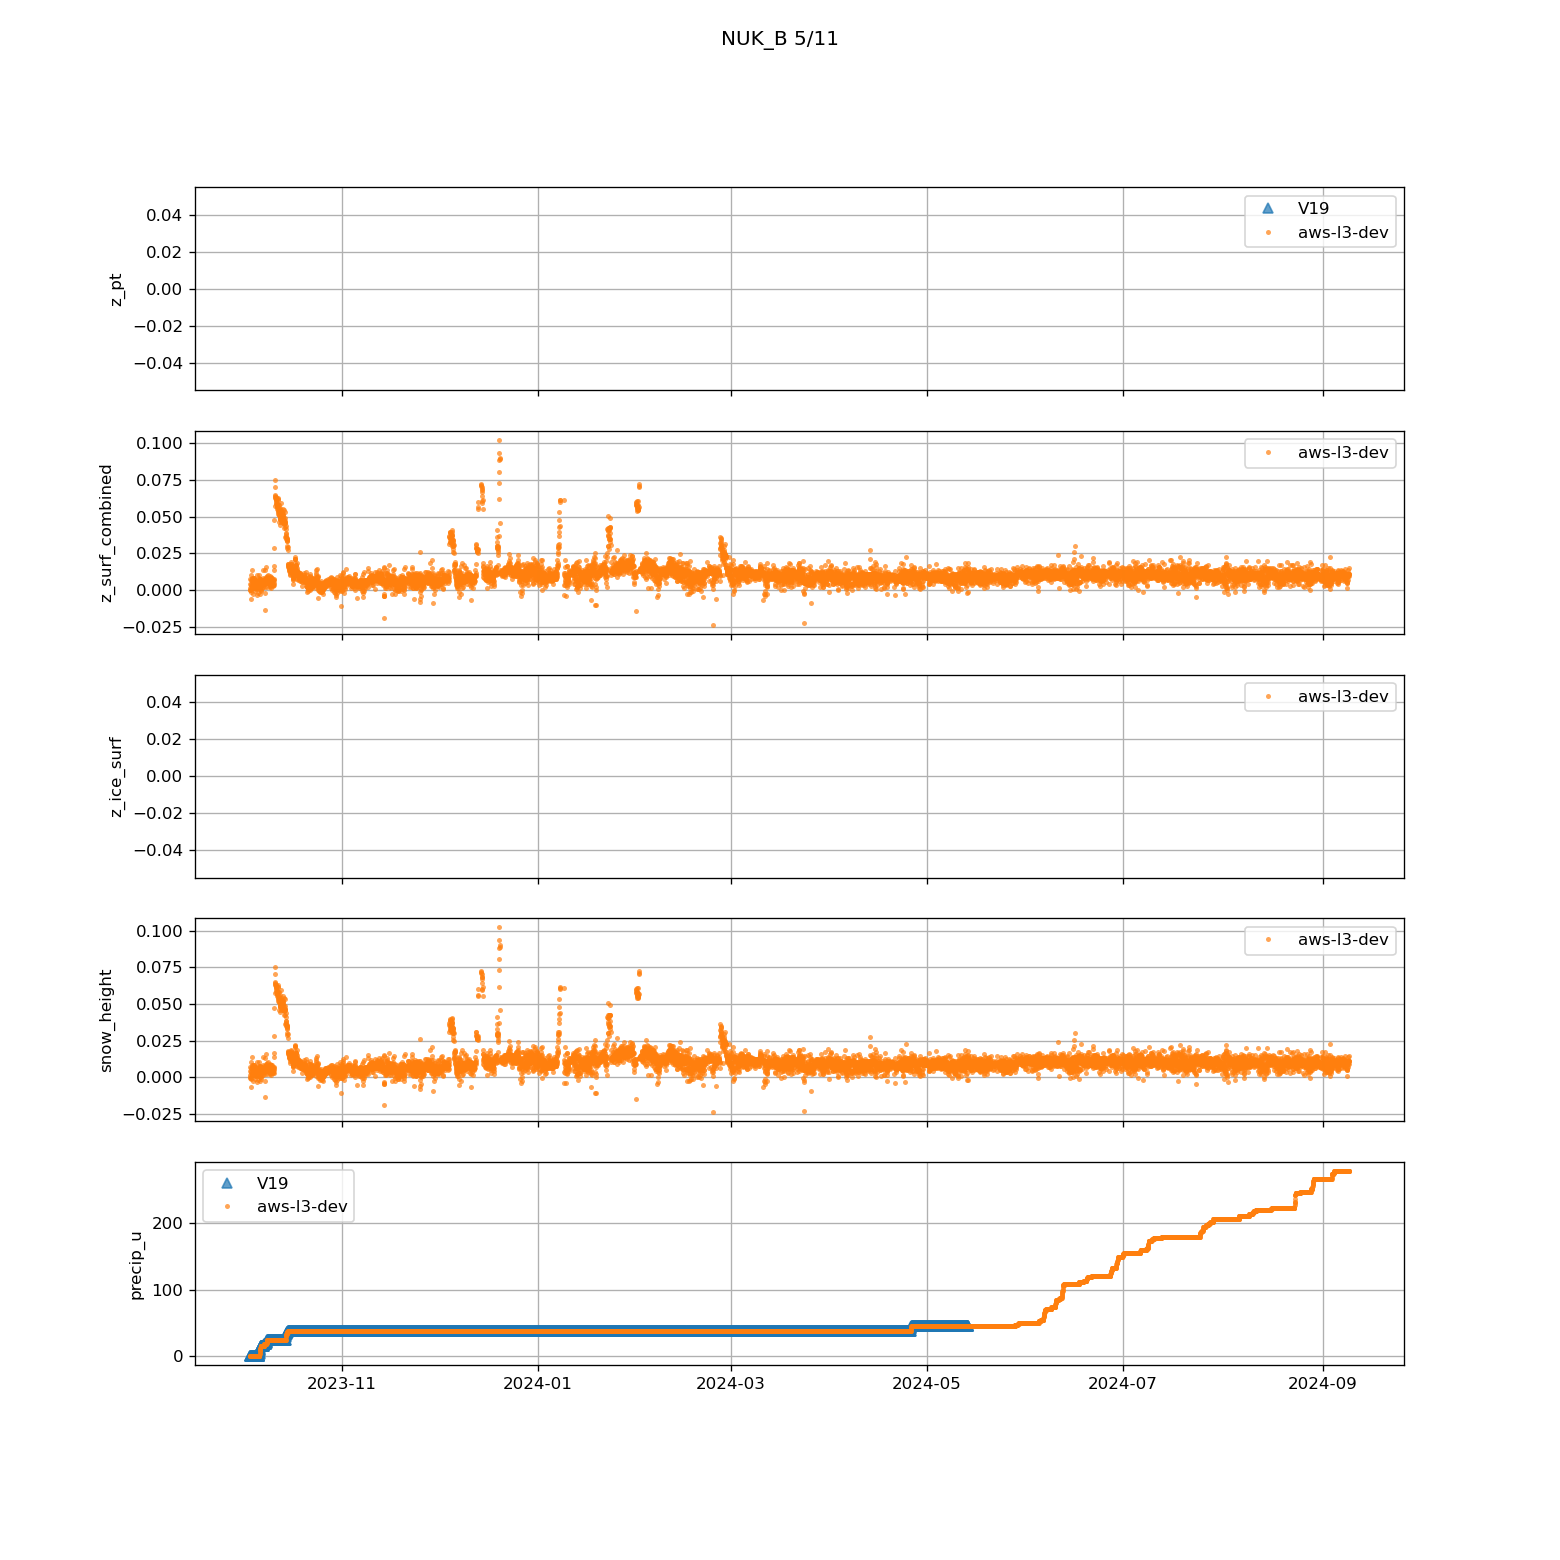 NUK_B 5/11
z_pt
0.04
0.02
0.00
−0.02
−0.04
V19
aws-l3-dev
z_surf_combined
0.100
0.075
0.050
0.025
0.000
−0.025
aws-l3-dev
z_ice_surf
0.04
0.02
0.00
−0.02
−0.04
aws-l3-dev
snow_height
0.100
0.075
0.050
0.025
0.000
−0.025
aws-l3-dev
precip_u
200
100
0
V19
aws-l3-dev
2023-11
2024-01
2024-03
2024-05
2024-07
2024-09